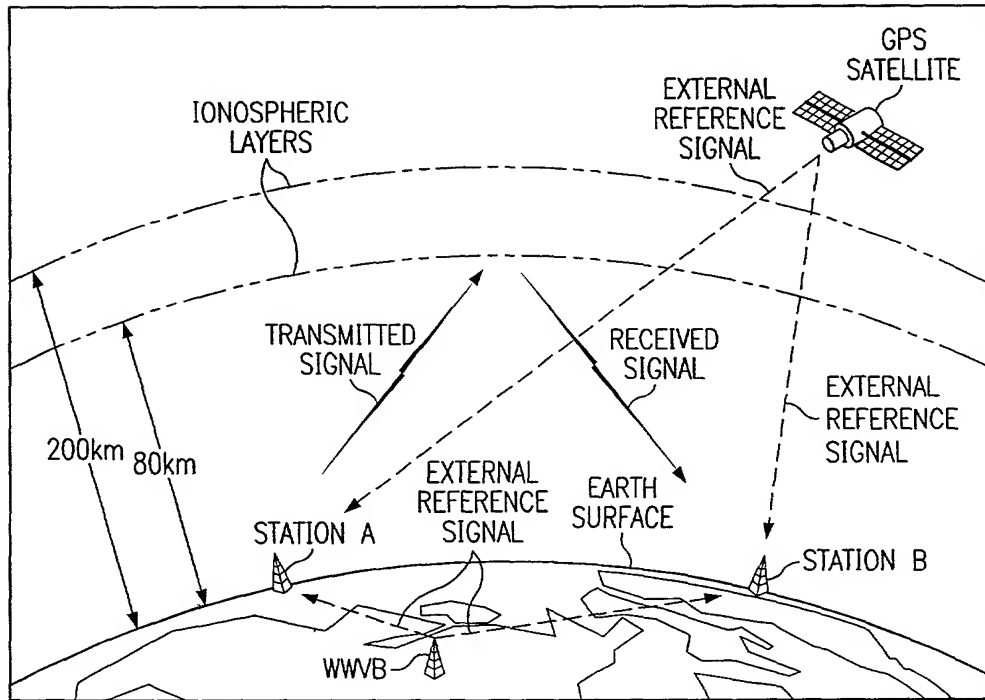 GPS
SATELLITE
EXTERNAL
REFERENCE
SIGNAL
IONOSPHERIC
LAYERS
TRANSMITTED
SIGNAL
RECEIVED
SIGNAL
EXTERNAL
REFERENCE
SIGNAL
200km
80km
EXTERNAL
REFERENCE
SIGNAL
EARTH
SURFACE
STATION A
STATION B
WWVB